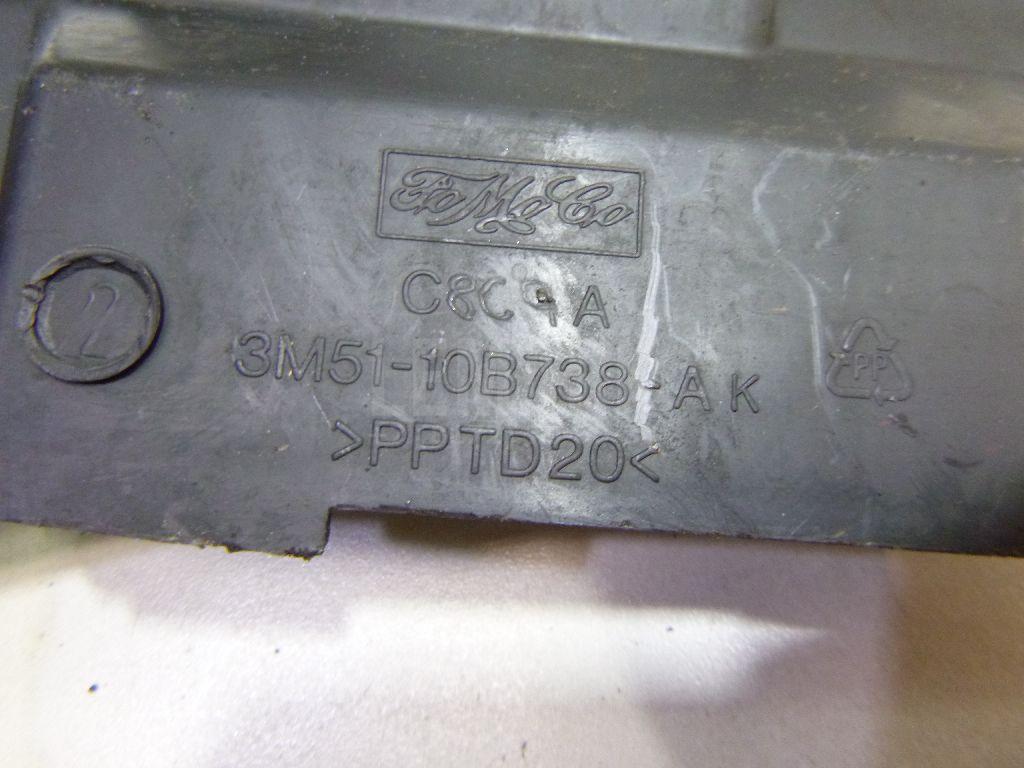 FoMoCo
2
3M51-10B738-AK
PP
>PPTD20<